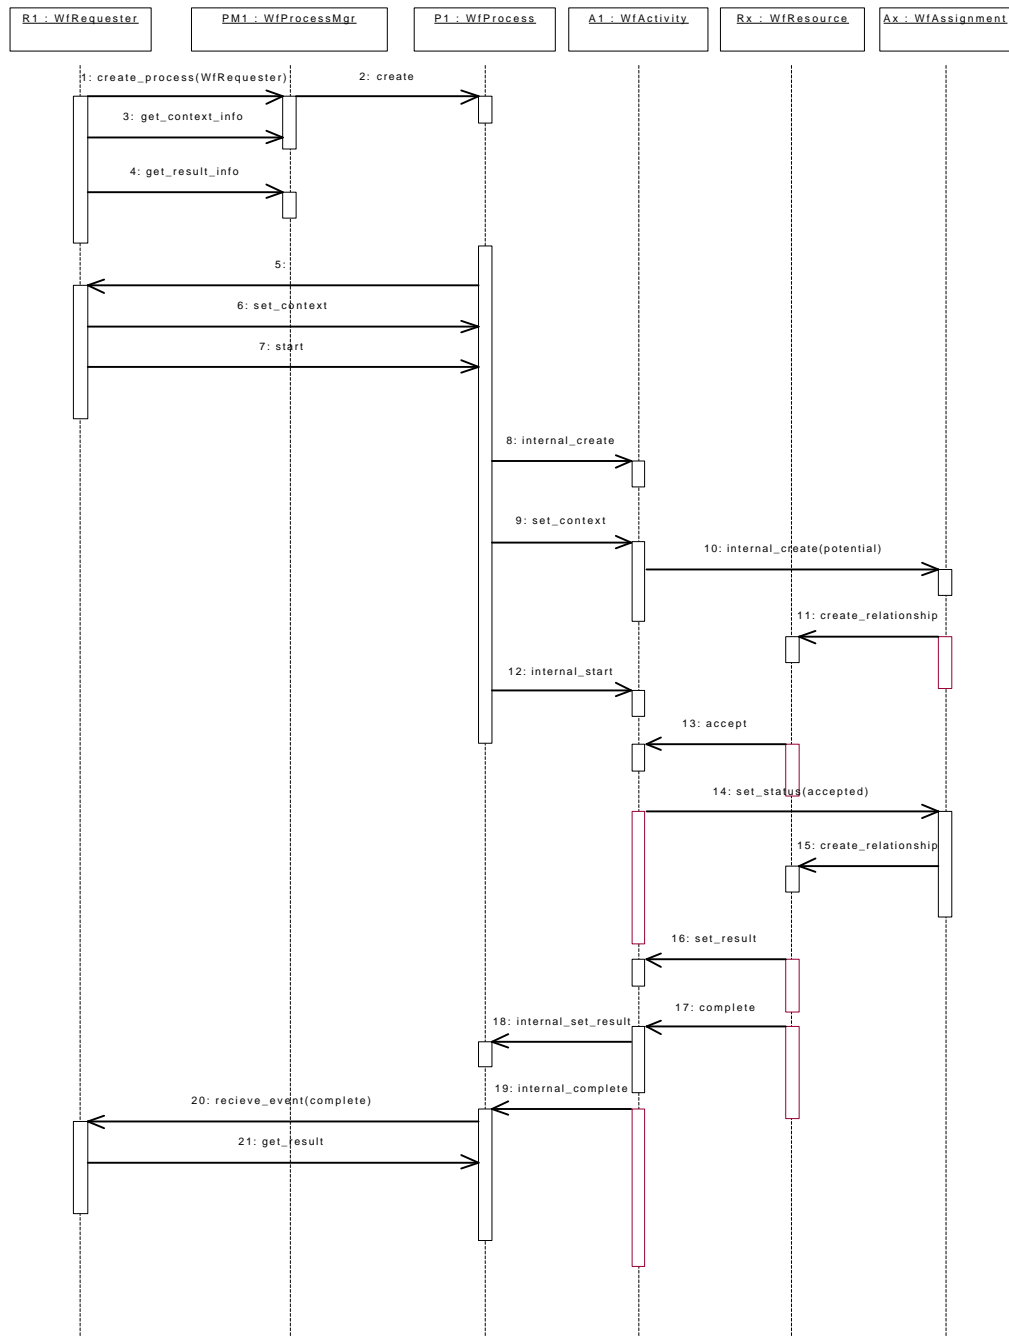 R1 : WfRequester
PM1 : WfProcessMgr
P1 : WfProcess
A1 : WfActivity
Rx : WfResource
Ax : WfAssignment
1: create_process(WfRequester)
2: create
3: get_context_info
4: get_result_info
5:
6: set_context
7: start
8: internal_create
9: set_context
10: internal_create(potential)
11: create_relationship
12: internal_start
13: accept
14: set_status(accepted)
15: create_relationship
16: set_result
17: complete
18: internal_set_result
19: internal_complete
20: recieve_event(complete)
21: get_result